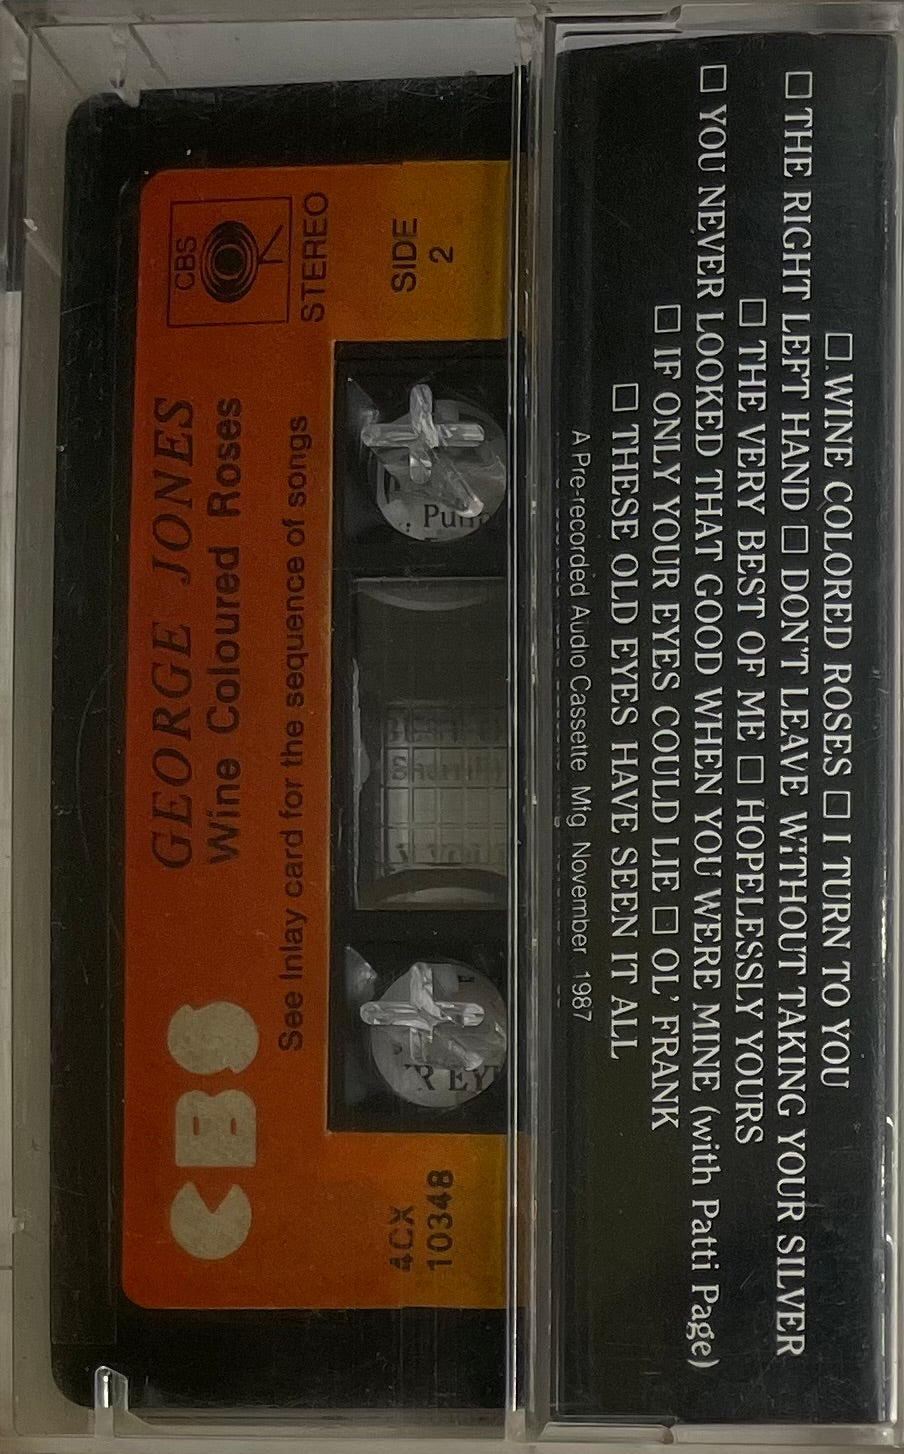 CBS
STEREO
SIDE
2
GEORGE JONES
Wine Coloured Roses
See Inlay card for the sequence of songs
CBS
4CX
10348
□ WINE COLORED ROSES □ I TURN TO YOU
□ THE RIGHT LEFT HAND □ DON'T LEAVE WITHOUT TAKING YOUR SILVER
□ THE VERY BEST OF ME □ HOPELESSLY YOURS
□ YOU NEVER LOOKED THAT GOOD WHEN YOU WERE MINE (with Patti Page)
□ IF ONLY YOUR EYES COULD LIE □ OL' FRANK
□ THESE OLD EYES HAVE SEEN IT ALL
A Pre-recorded Audio Cassette Mfg November 1987